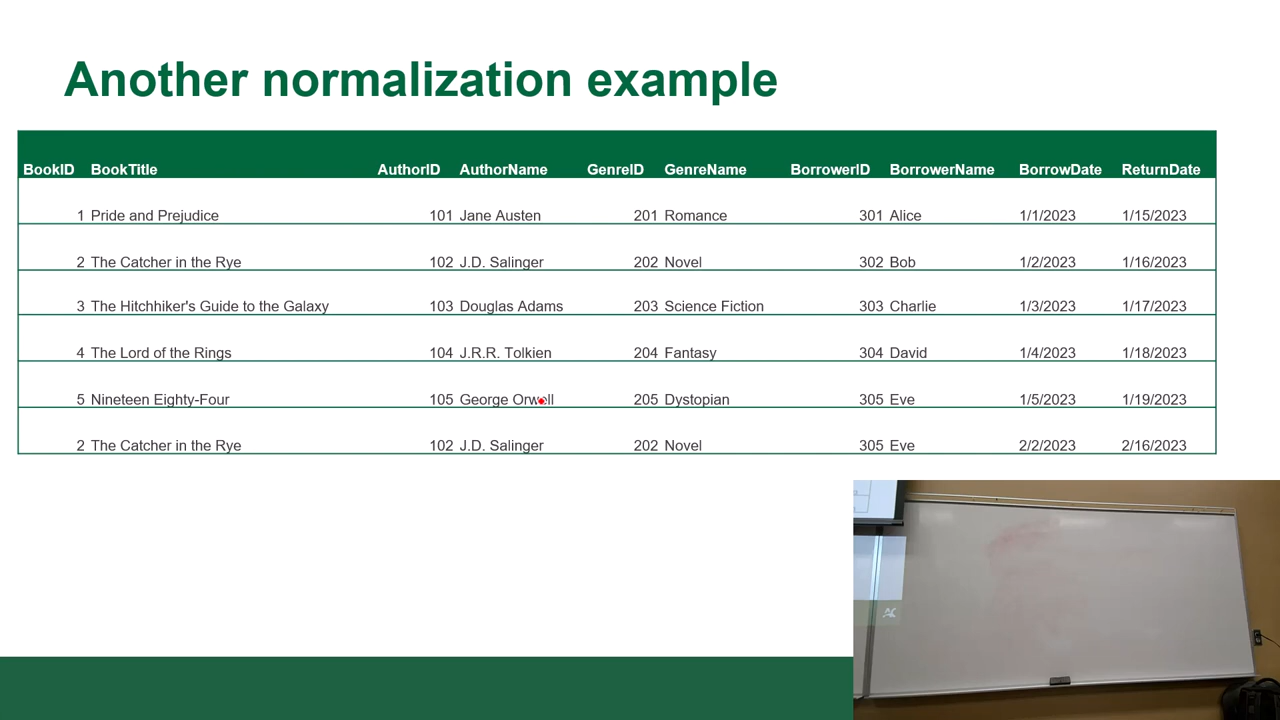 Another normalization example
BookID BookTitle AuthorID AuthorName GenreID GenreName BorrowerID BorrowerName BorrowDate ReturnDate
1 Pride and Prejudice 101 Jane Austen 201 Romance 301 Alice 1/1/2023 1/15/2023
2 The Catcher in the Rye 102 J.D. Salinger 202 Novel 302 Bob 1/2/2023 1/16/2023
3 The Hitchhiker's Guide to the Galaxy 103 Douglas Adams 203 Science Fiction 303 Charlie 1/3/2023 1/17/2023
4 The Lord of the Rings 104 J.R.R. Tolkien 204 Fantasy 304 David 1/4/2023 1/18/2023
5 Nineteen Eighty-Four 105 George Orwell 205 Dystopian 305 Eve 1/5/2023 1/19/2023
2 The Catcher in the Rye 102 J.D. Salinger 202 Novel 305 Eve 2/2/2023 2/16/2023